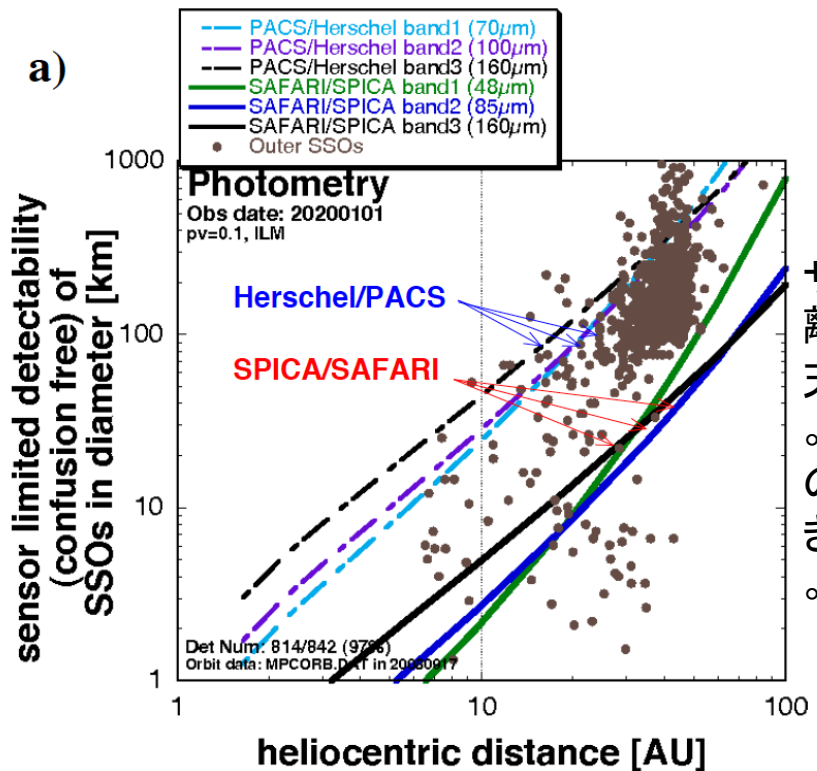 a)
PACS/Herschel band1 (70μm)
PACS/Herschel band2 (100μm)
PACS/Herschel band3 (160μm)
SAFARI/SPICA band1 (48μm)
SAFARI/SPICA band2 (85μm)
SAFARI/SPICA band3 (160μm)
Outer SSOs
Photometry
Obs date: 20200101
pv=0.1, ILM
Herschel/PACS
SPICA/SAFARI
Det Num: 814/842 (97%)
Orbit data: MPCORB.DAT in
1000
100
10
1
sensor limited detectability
(confusion free) of
SSOs in diameter [km]
1
10
100
heliocentric distance [AU]